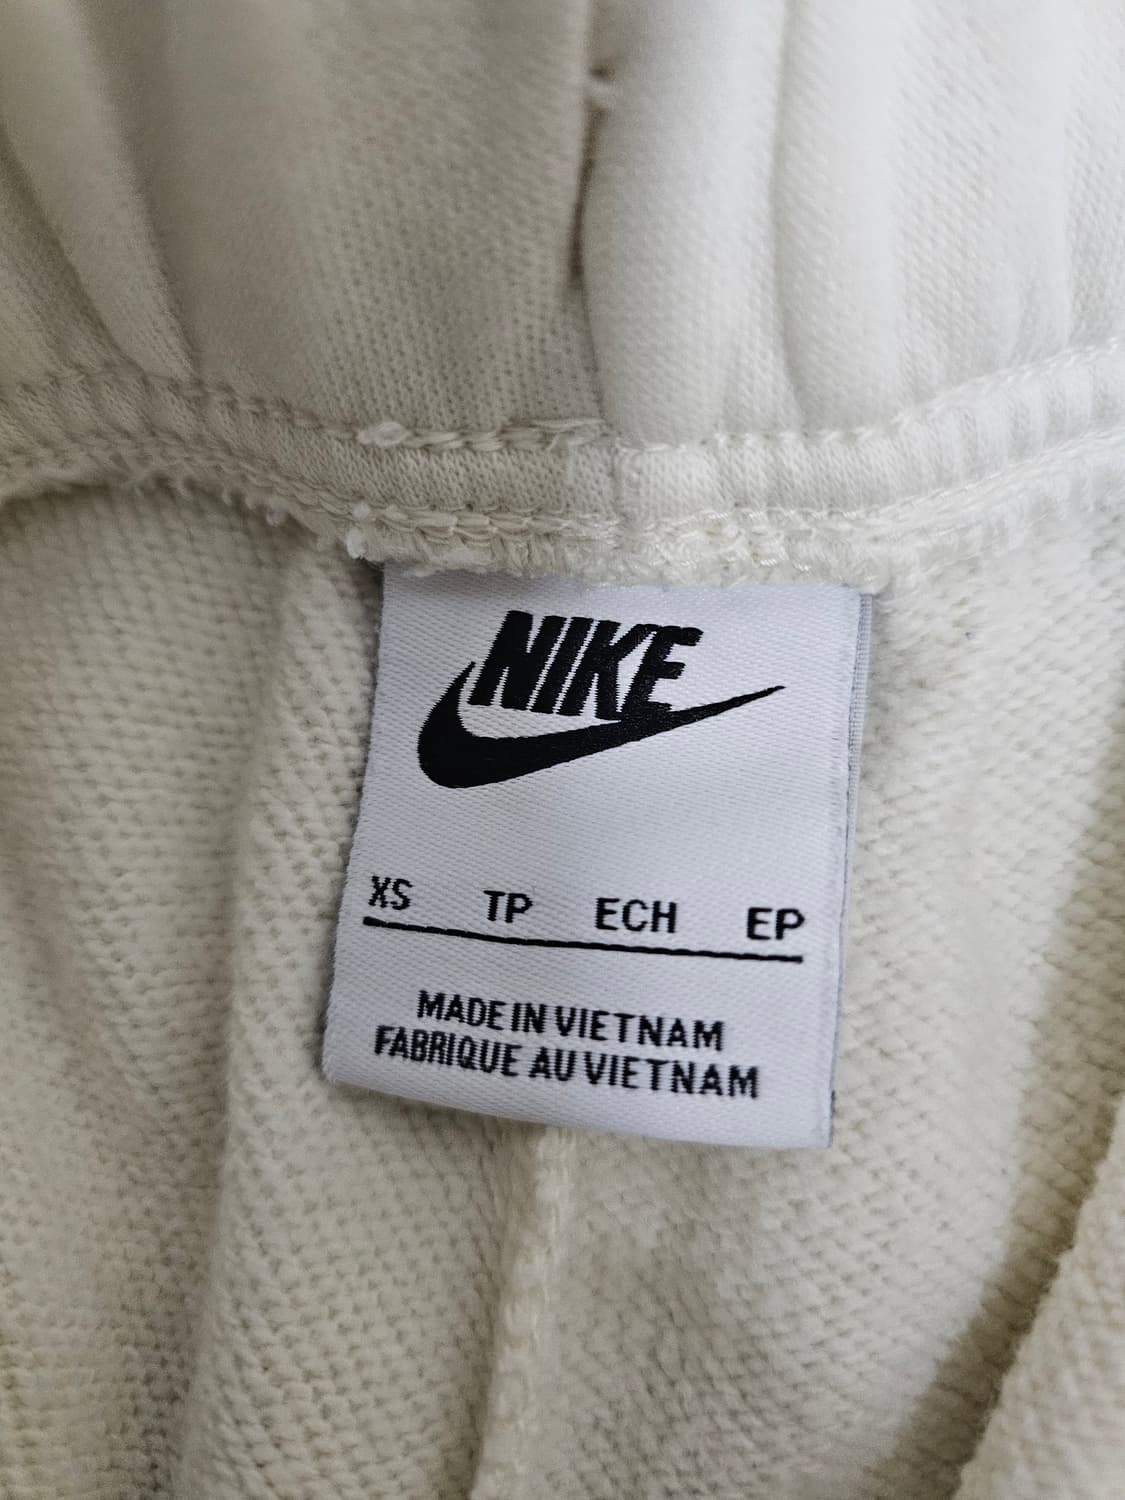 NIKE
XS TP ECH EP
MADE IN VIETNAM
FABRIQUE AU VIETNAM